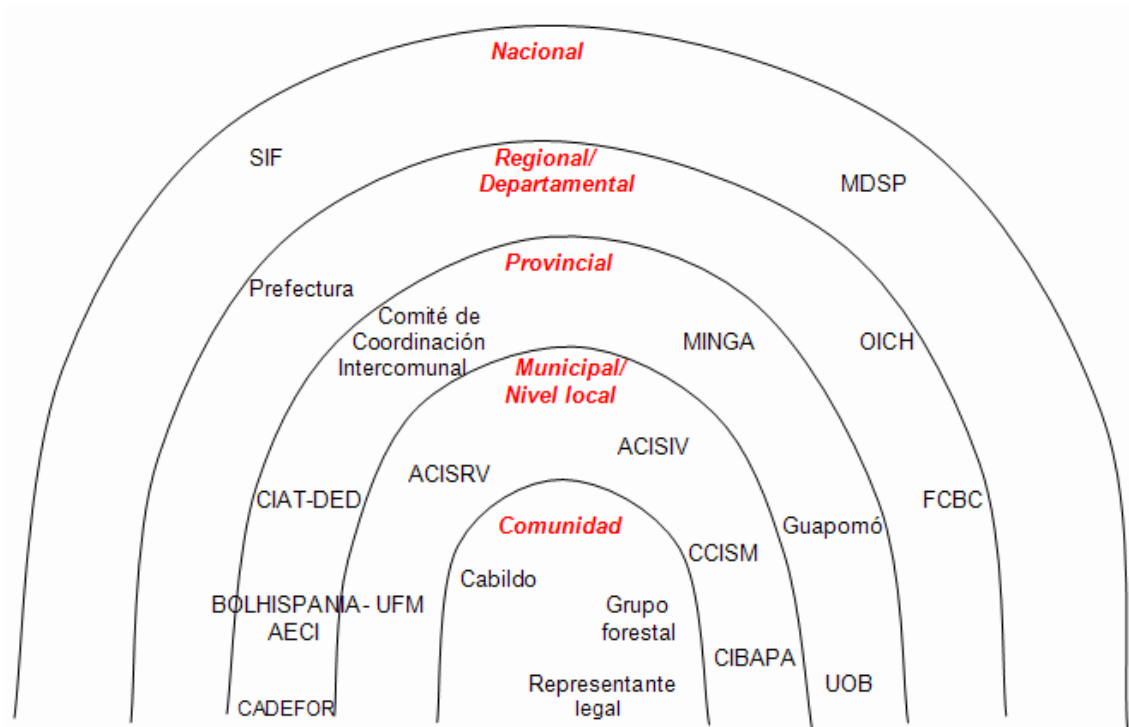 Nacional
SIF
MDSP
Regional/
Departamental
Prefectura
OICH
FCBC
Provincial
Comité de
Coordinación
Intercomunal
MINGA
CIAT-DED
Guapomó
BOLHISPANIA- UFM
AECI
CADEFOR
UOB
Municipal/
Nivel local
ACISRV
ACISIV
CCISM
CIBAPA
Comunidad
Cabildo
Grupo
forestal
Representante
legal